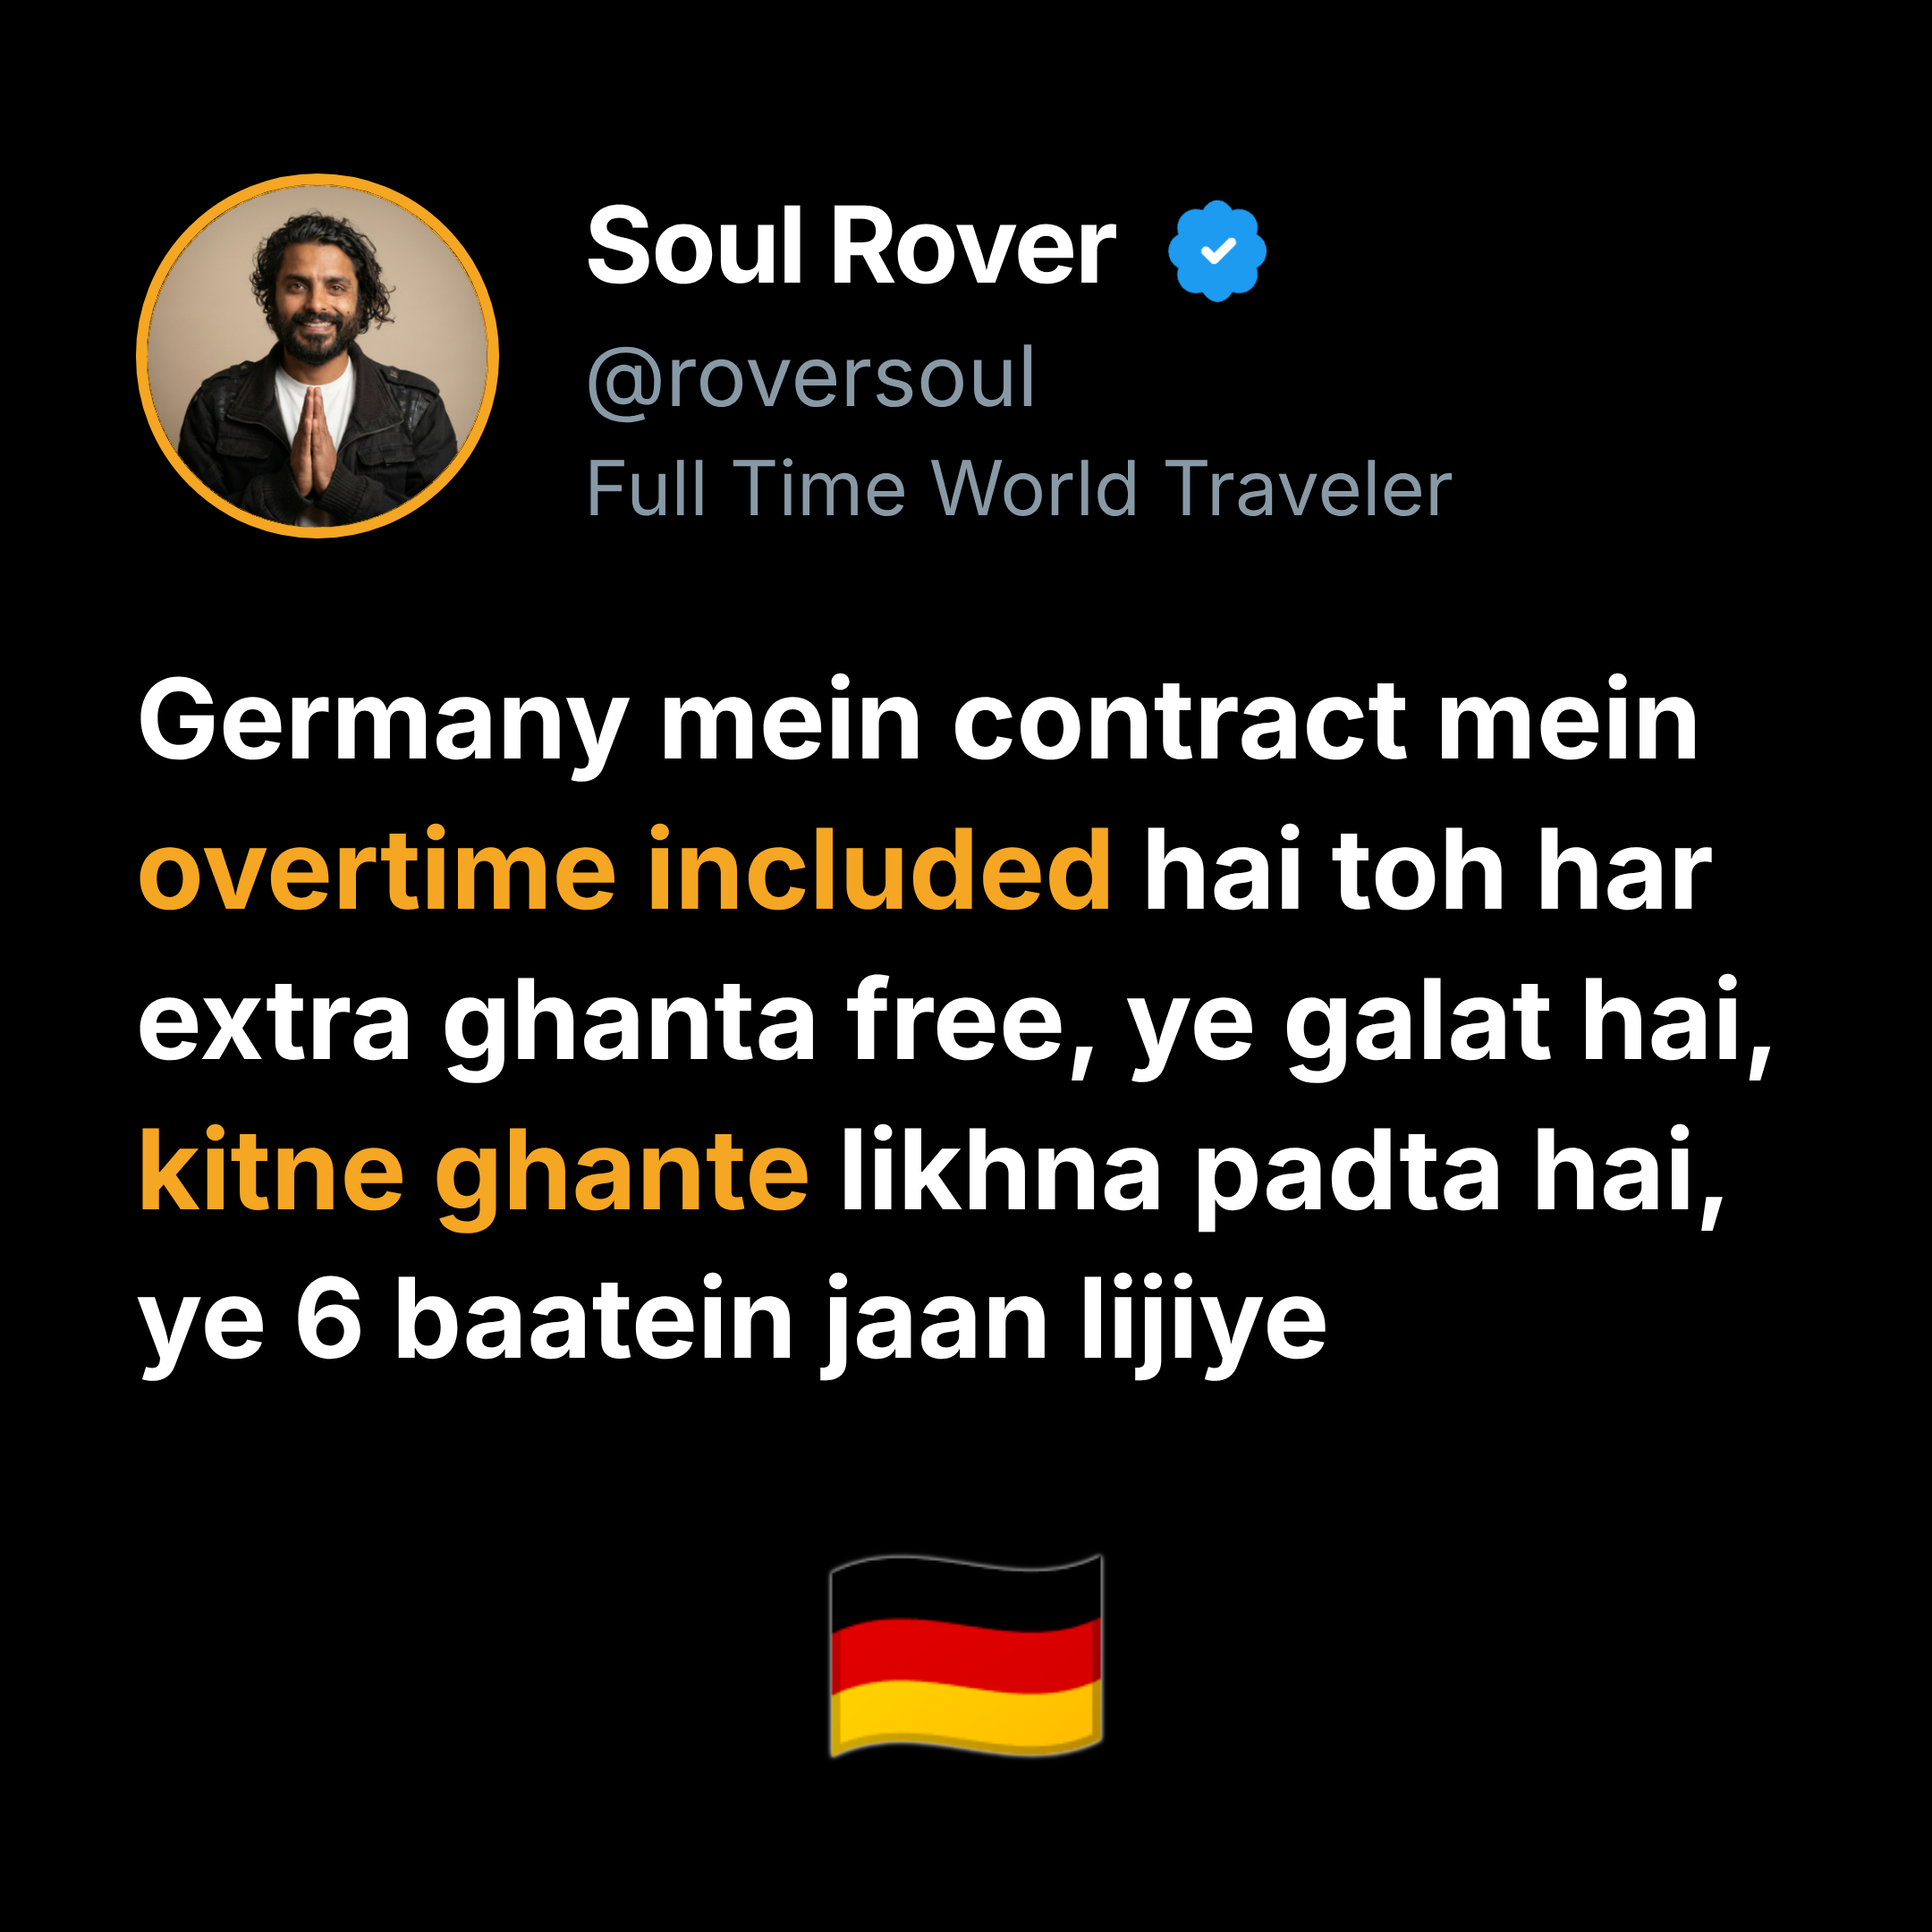 Soul Rover
@roversoul
Full Time World Traveler
Germany mein contract mein
overtime included hai toh har
extra ghanta free, ye galat hai,
kitne ghante likhna padta hai,
ye 6 baatein jaan lijiye